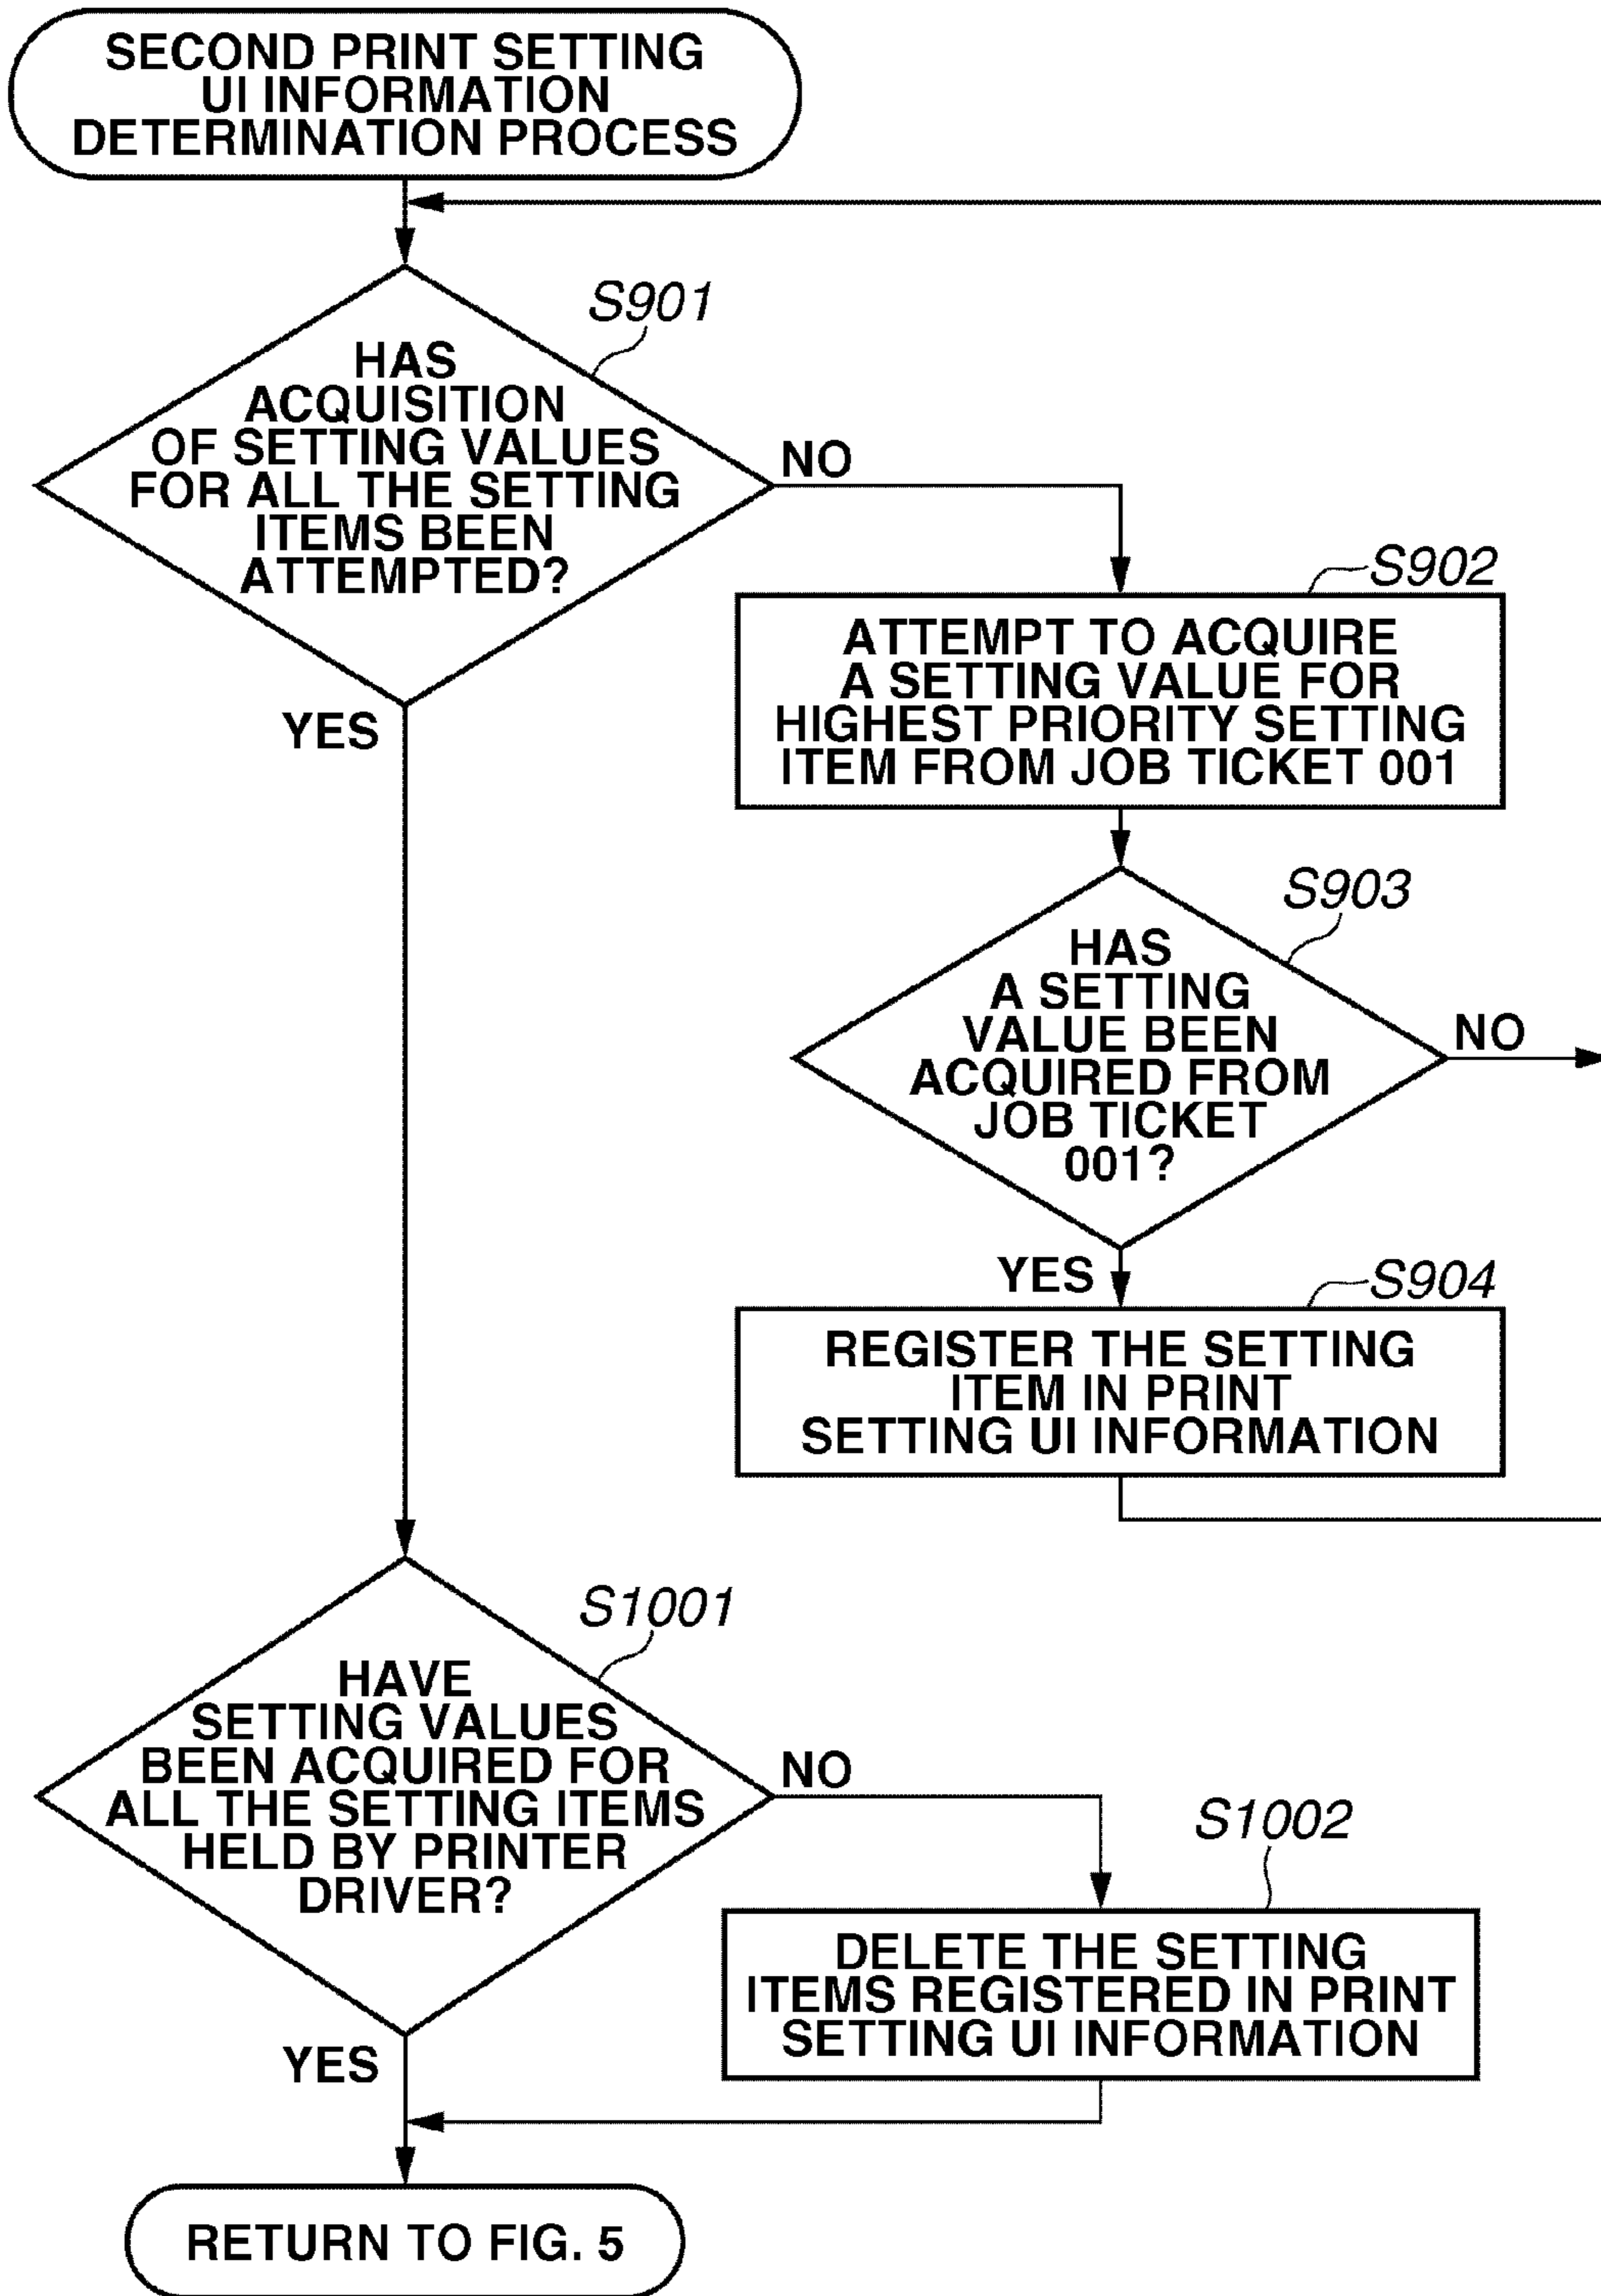 SECOND PRINT SETTING
UI INFORMATION
DETERMINATION PROCESS
S901
HAS
ACQUISITION
OF SETTING VALUES
FOR ALL THE SETTING
ITEMS BEEN
ATTEMPTED?
NO
YES
S902
ATTEMPT TO ACQUIRE
A SETTING VALUE FOR
HIGHEST PRIORITY SETTING
ITEM FROM JOB TICKET 001
S903
HAS
A SETTING
VALUE BEEN
ACQUIRED FROM
JOB TICKET
001?
NO
YES
S904
REGISTER THE SETTING
ITEM IN PRINT
SETTING UI INFORMATION
S1001
HAVE
SETTING VALUES
BEEN ACQUIRED FOR
ALL THE SETTING ITEMS
HELD BY PRINTER
DRIVER?
NO
YES
S1002
DELETE THE SETTING
ITEMS REGISTERED IN PRINT
SETTING UI INFORMATION
RETURN TO FIG. 5